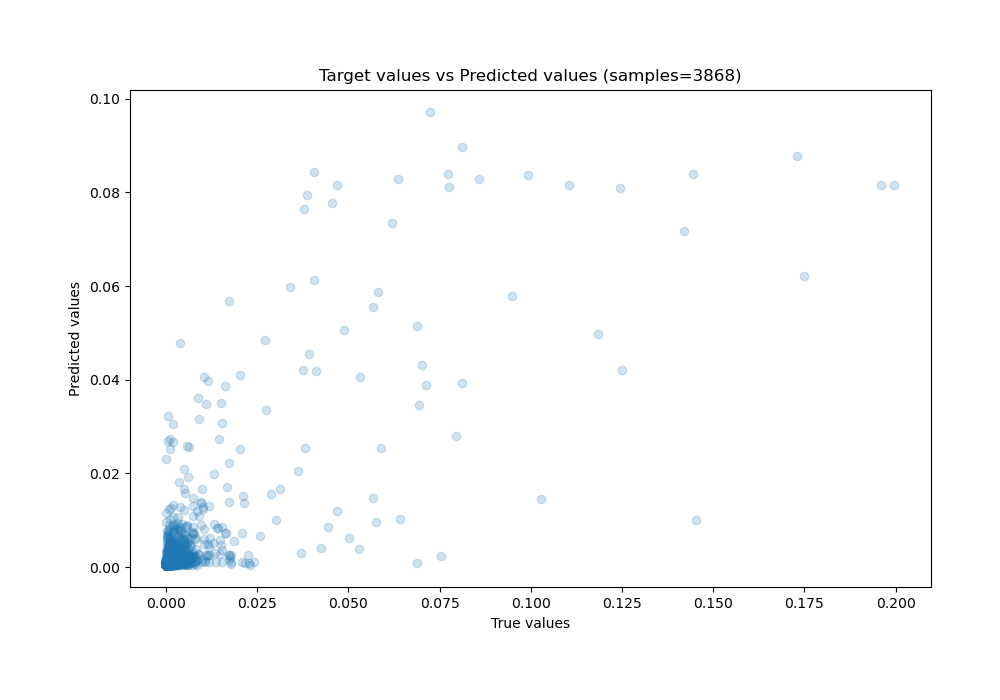 Target values vs Predicted values (samples=3868)
0.10
0.08
0.06
0.04
0.02
0.00
Predicted values
0.000 0.025 0.050 0.075 0.100 0.125 0.150 0.175 0.200
True values